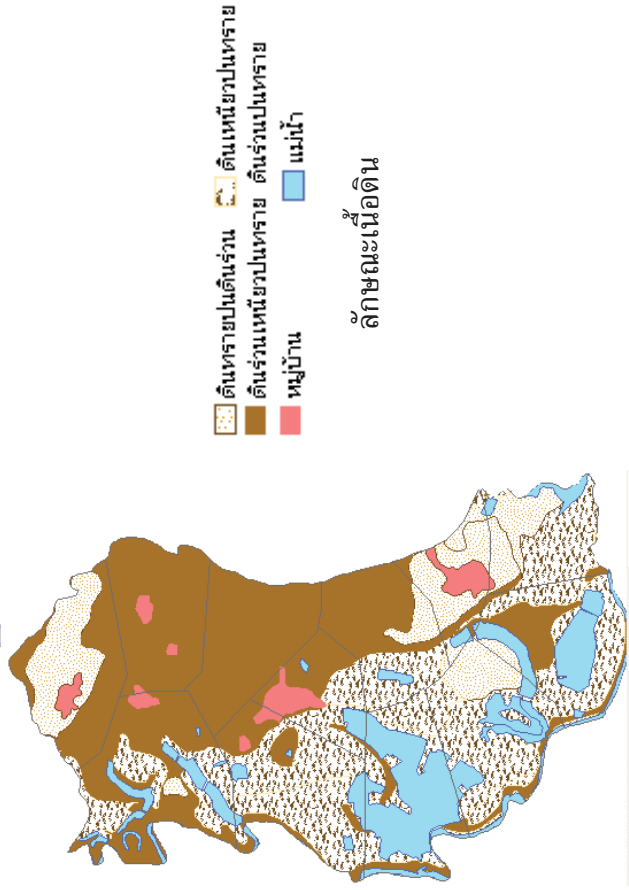 ดินทรายปนดินร่วน ดินเหนียวปนทราย
ดินร่วนเหนียวปนทราย ดินร่วนปนทราย
หมู่บ้าน แม่น้ำ
ลักษณะเนื้อดิน